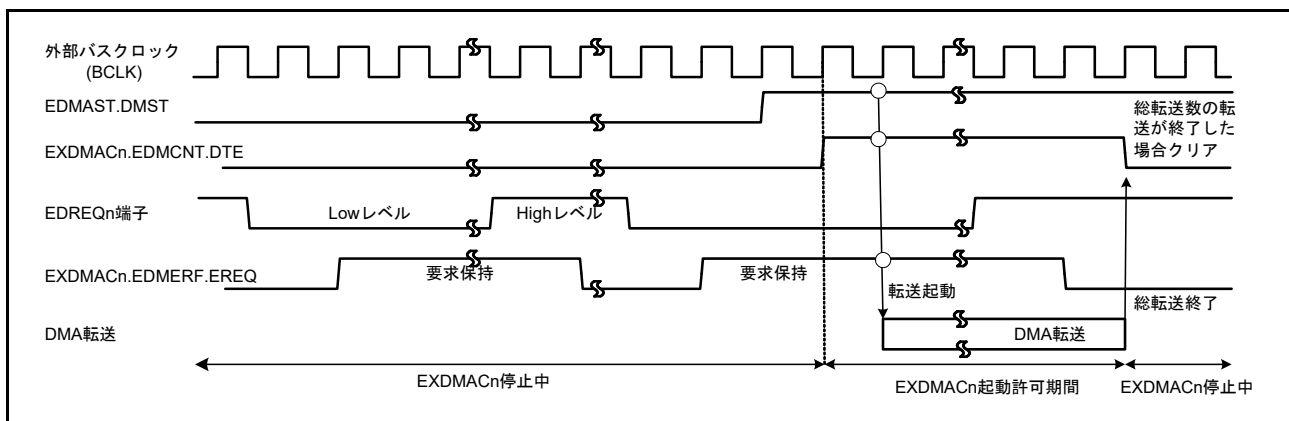 外部バスクロック
(BCLK)
EDMAST.DMST
総転送数の転
送が終了した
場合クリア
EXDMACn.EDMCNT.DTE
EDREQn端子
Lowレベル
Highレベル
EXDMACn.EDMERF.EREQ
要求保持
要求保持
転送起動
総転送終了
DMA転送
DMA転送
EXDMACn停止中
EXDMACn起動許可期間
EXDMACn停止中